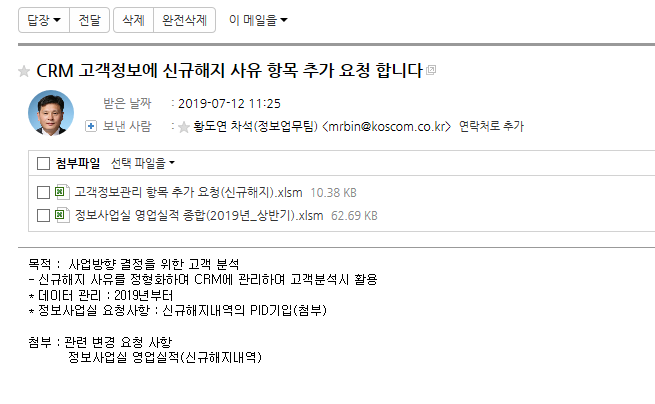 답장 전달 삭제 완전삭제 이 메일을
CRM 고객정보에 신규해지 사유 항목 추가 요청 합니다
받은 날짜 : 2019-07-12 11:25
보낸 사람 : 황도연 차석(정보업무팀) <mrbin@koscom.co.kr> 연락처로 추가
첨부파일 선택 파일을
고객정보관리 항목 추가 요청(신규해지).xlsm 10.38 KB
정보사업실 영업실적 종합(2019년_상반기).xlsm 62.69 KB
목적 : 사업방향 결정을 위한 고객 분석
- 신규해지 사유를 정형화하며 CRM에 관리하며 고객분석시 활용
* 데이터 관리 : 2019년부터
* 정보사업실 요청사항 : 신규해지내역의 PID기입(첨부)
첨부 : 관련 변경 요청 사항
정보사업실 영업실적(신규해지내역)